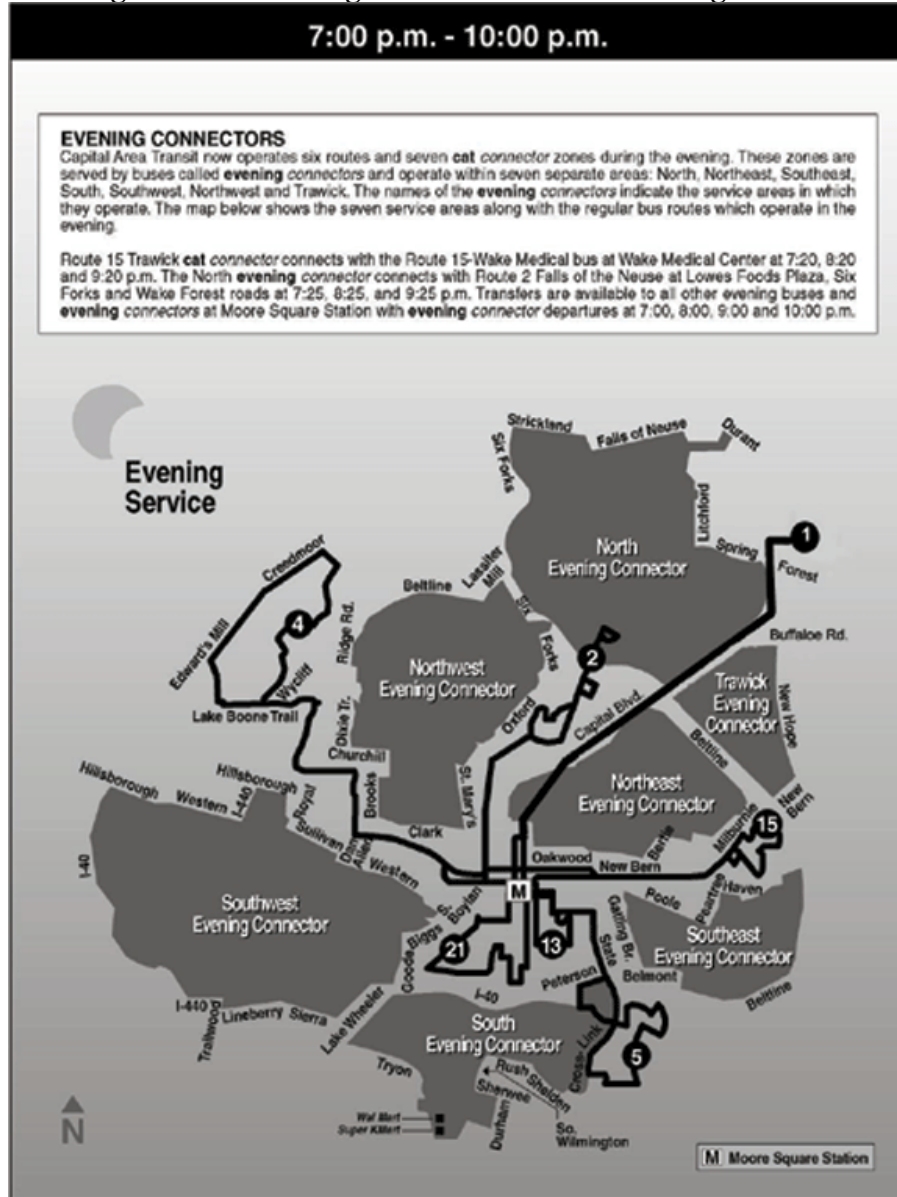 7:00 p.m. - 10:00 p.m.
EVENING CONNECTORS
Capital Area Transit now operates six routes and seven cat connector zones during the evening. These zones are
served by buses called evening connectors and operate within seven separate areas: North, Northeast, Southeast,
South, Southwest, Northwest and Trawick. The names of the evening connectors indicate the service areas in which
they operate. The map below shows the seven service areas along with the regular bus routes which operate in the
evening.
Route 15 Trawick cat connector connects with the Route 15-Wake Medical bus at Wake Medical Center at 7:20, 8:20
and 9:20 p.m. The North evening connector connects with Route 2 Falls of the Neuse at Lowes Foods Plaza, Six
Forks and Wake Forest roads at 7:25, 8:25, and 9:25 p.m. Transfers are available to all other evening buses and
evening connectors at Moore Square Station with evening connector departures at 7:00, 8:00, 9:00 and 10:00 p.m.
Evening
Service
Strickland
Falls of Neuse
Durant
Six Forks
Litchford
Spring
Forest
1
North
Evening Connector
Creedmoor
Lassiter
Mill
Beltline
Six
Forks
Buffaloe Rd.
4
Edward's Mill
Wycliff
Ridge Rd.
Northwest
Evening Connector
2
Trawick
Evening
Connector
New Hope
Lake Boone Trail
Dixie Tr.
Oxford
Capital Blvd.
Beltline
Churchill
Brooks
St. Mary's
Northeast
Evening Connector
Hillsborough
Western
I-440
Hillsborough
Royal
Clark
Milburnie
New
Bern
15
I-40
Sullivan
Dan
Allen
Western
Oakwood
New Bern
Bertie
M
Southwest
Evening Connector
S.
Boylan
Biggs
Goode
21
13
State
Gatling Br.
Poole
Peartree
Haven
Southeast
Evening Connector
Belmont
Beltline
I-440
Trailwood
Lineberry
Sierra
Lake Wheeler
I-40
Peterson
South
Evening Connector
Cross
Link
5
Tryon
Rush
Shelden
Sherwee
Durham
So.
Wilmington
Wal Mart
Super KMart
N
M Moore Square Station